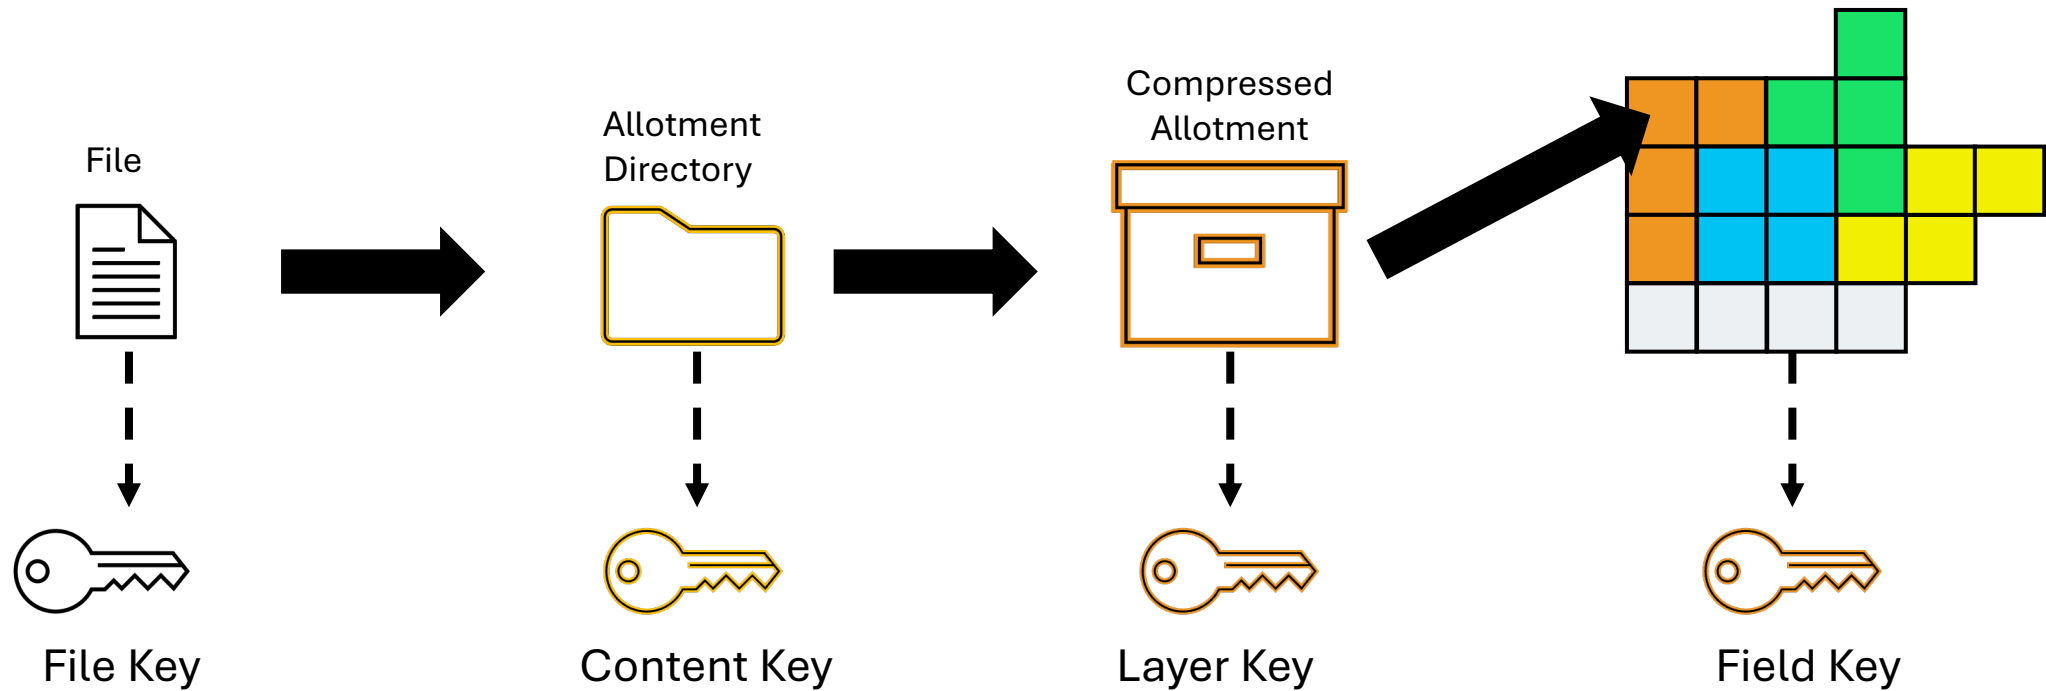 File
Allotment
Directory
Compressed
Allotment
File Key
Content Key
Layer Key
Field Key